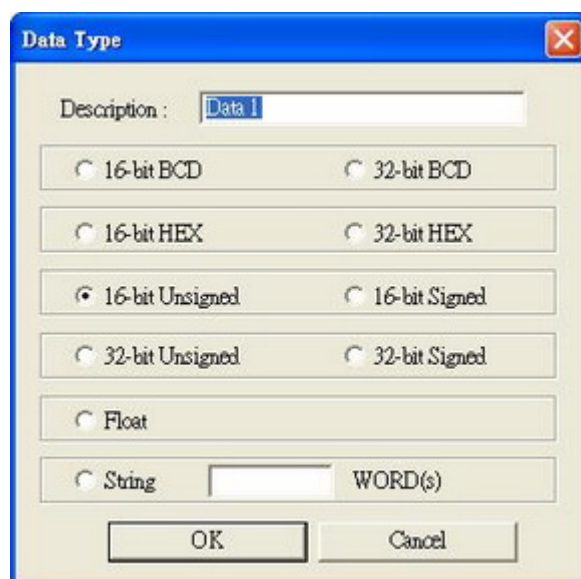 Data Type
Description : Data 1
16-bit BCD 32-bit BCD
16-bit HEX 32-bit HEX
16-bit Unsigned 16-bit Signed
32-bit Unsigned 32-bit Signed
Float
String WORD(s)
OK Cancel